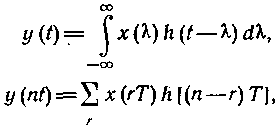 y (t) = ∫_{-∞}^{∞} x (λ) h (t—λ) dλ,
y (nt) = ∑_r x (rT) h [(n—r) T],